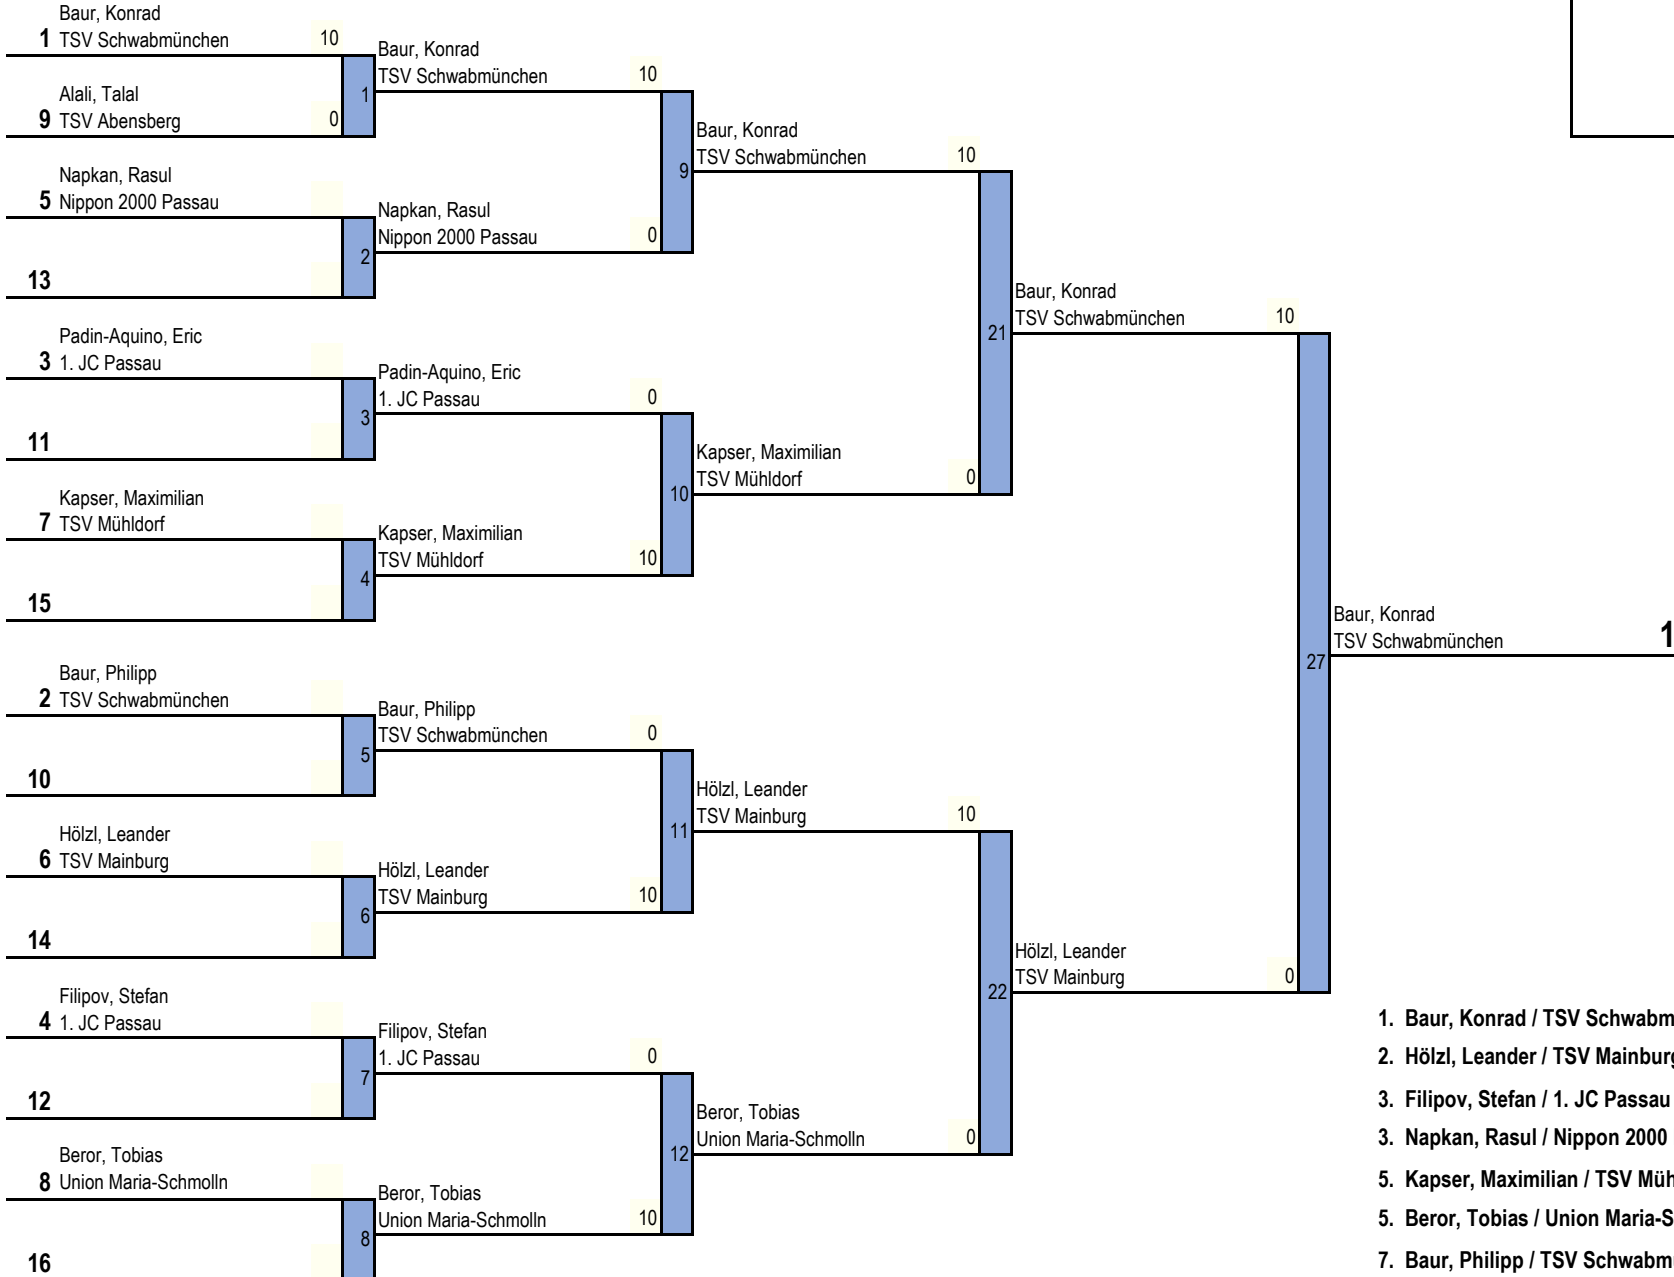 Baur, Konrad
1 TSV Schwabmünchen 10
Alali, Talal
9 TSV Abensberg 0
1
Napkan, Rasul
5 Nippon 2000 Passau
13
2
Padin-Aquino, Eric
3 1. JC Passau
11
3
Kapser, Maximilian
7 TSV Mühldorf
15
4
Baur, Philipp
2 TSV Schwabmünchen
10
5
Hölzl, Leander
6 TSV Mainburg
14
6
Filipov, Stefan
4 1. JC Passau
12
7
Beror, Tobias
8 Union Maria-Schmolln
16
8
Baur, Konrad
TSV Schwabmünchen 10
Napkan, Rasul
Nippon 2000 Passau 0
9
Padin-Aquino, Eric
1. JC Passau 0
Kapser, Maximilian
TSV Mühldorf 10
10
Baur, Philipp
TSV Schwabmünchen 0
Hölzl, Leander
TSV Mainburg 10
11
Filipov, Stefan
1. JC Passau 0
Beror, Tobias
Union Maria-Schmolln 10
12
Baur, Konrad
TSV Schwabmünchen 10
Kapser, Maximilian
TSV Mühldorf 0
21
Hölzl, Leander
TSV Mainburg 10
Beror, Tobias
Union Maria-Schmolln 0
22
Baur, Konrad
TSV Schwabmünchen 10
Hölzl, Leander
TSV Mainburg 0
27
Baur, Konrad
TSV Schwabmünchen 1
1. Baur, Konrad / TSV
2. Hölzl, Leander / TSV
3. Filipov, Stefan / 1. JC Passau
3. Napkan, Rasul / Nippon 2000
5. Kapser, Maximilian / TSV
5. Beror, Tobias / Union
7. Baur, Philipp / TSV